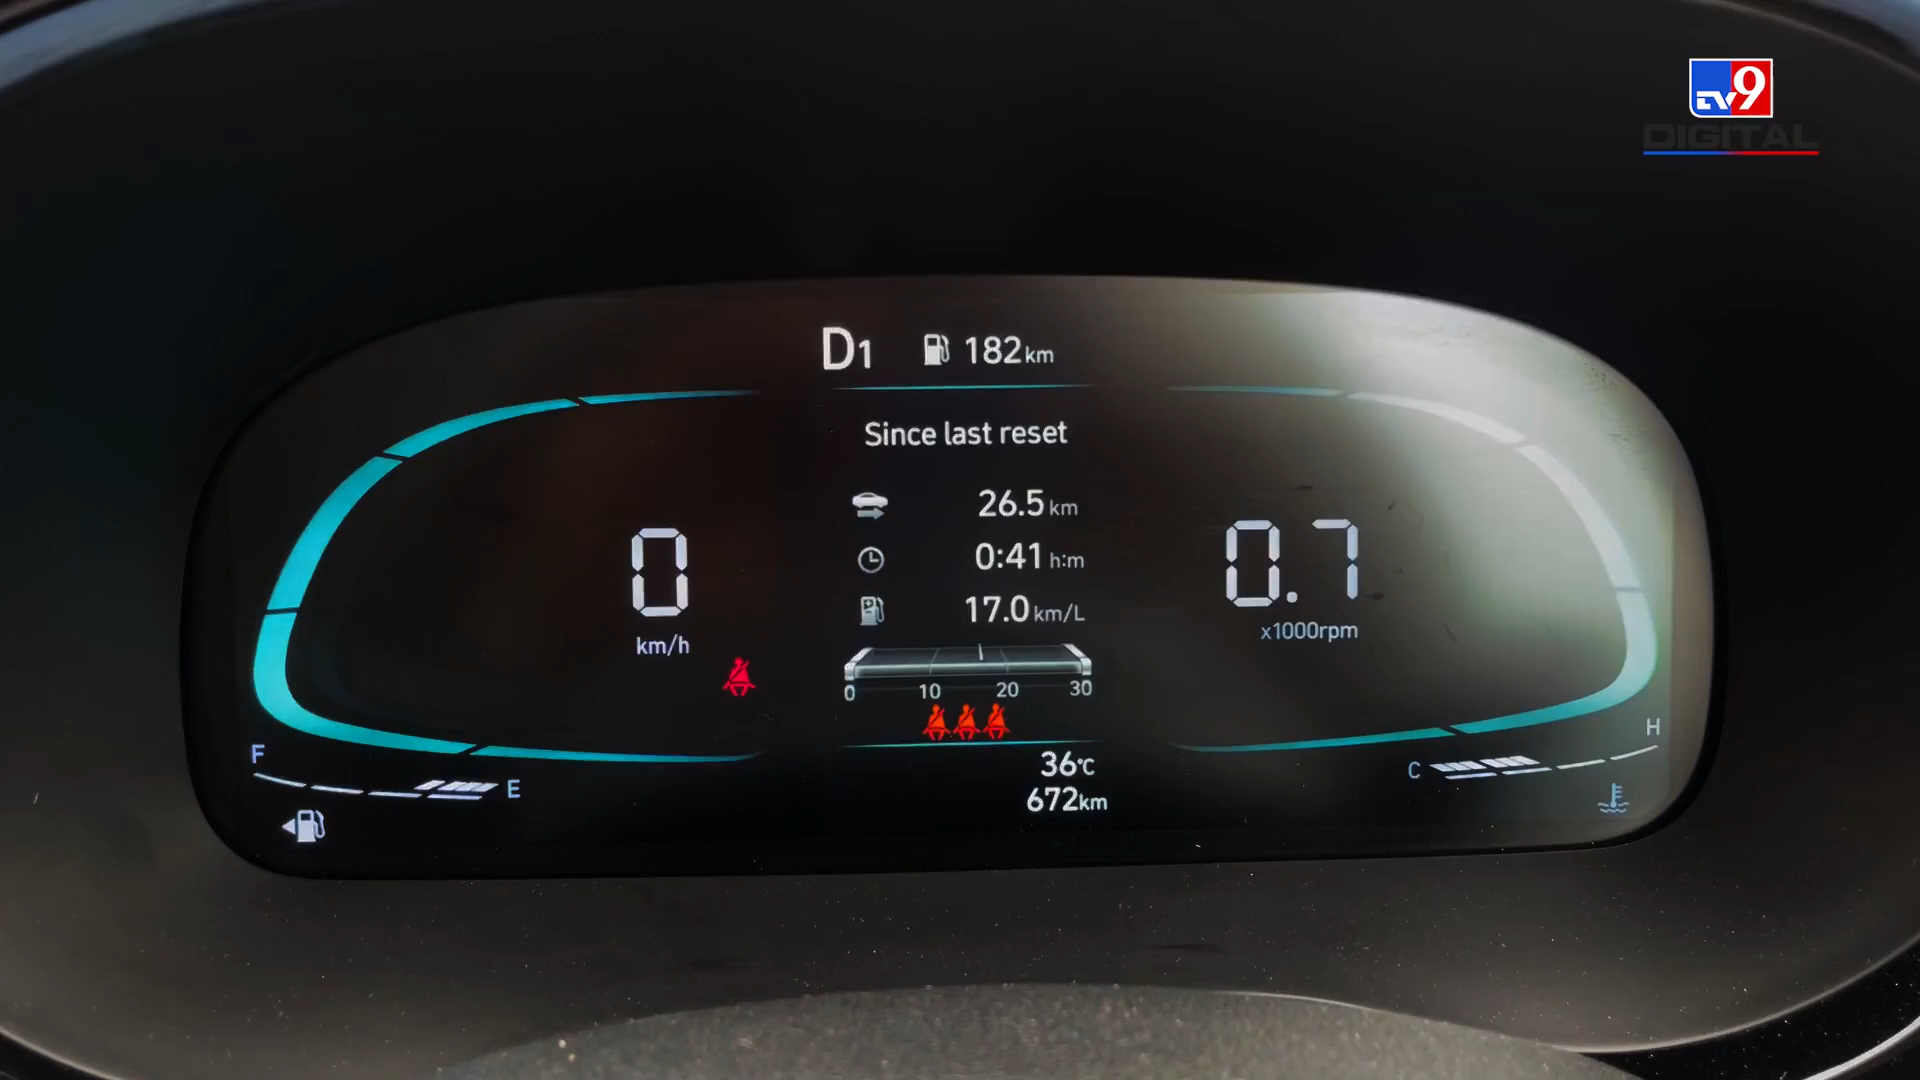 TV9
DIGITAL
D1 182 km
Since last reset
26.5 km
0:41 h:m
17.0 km/L
0 10 20 30
0
km/h
0.7
x1000rpm
F E
C H
36°C
672km